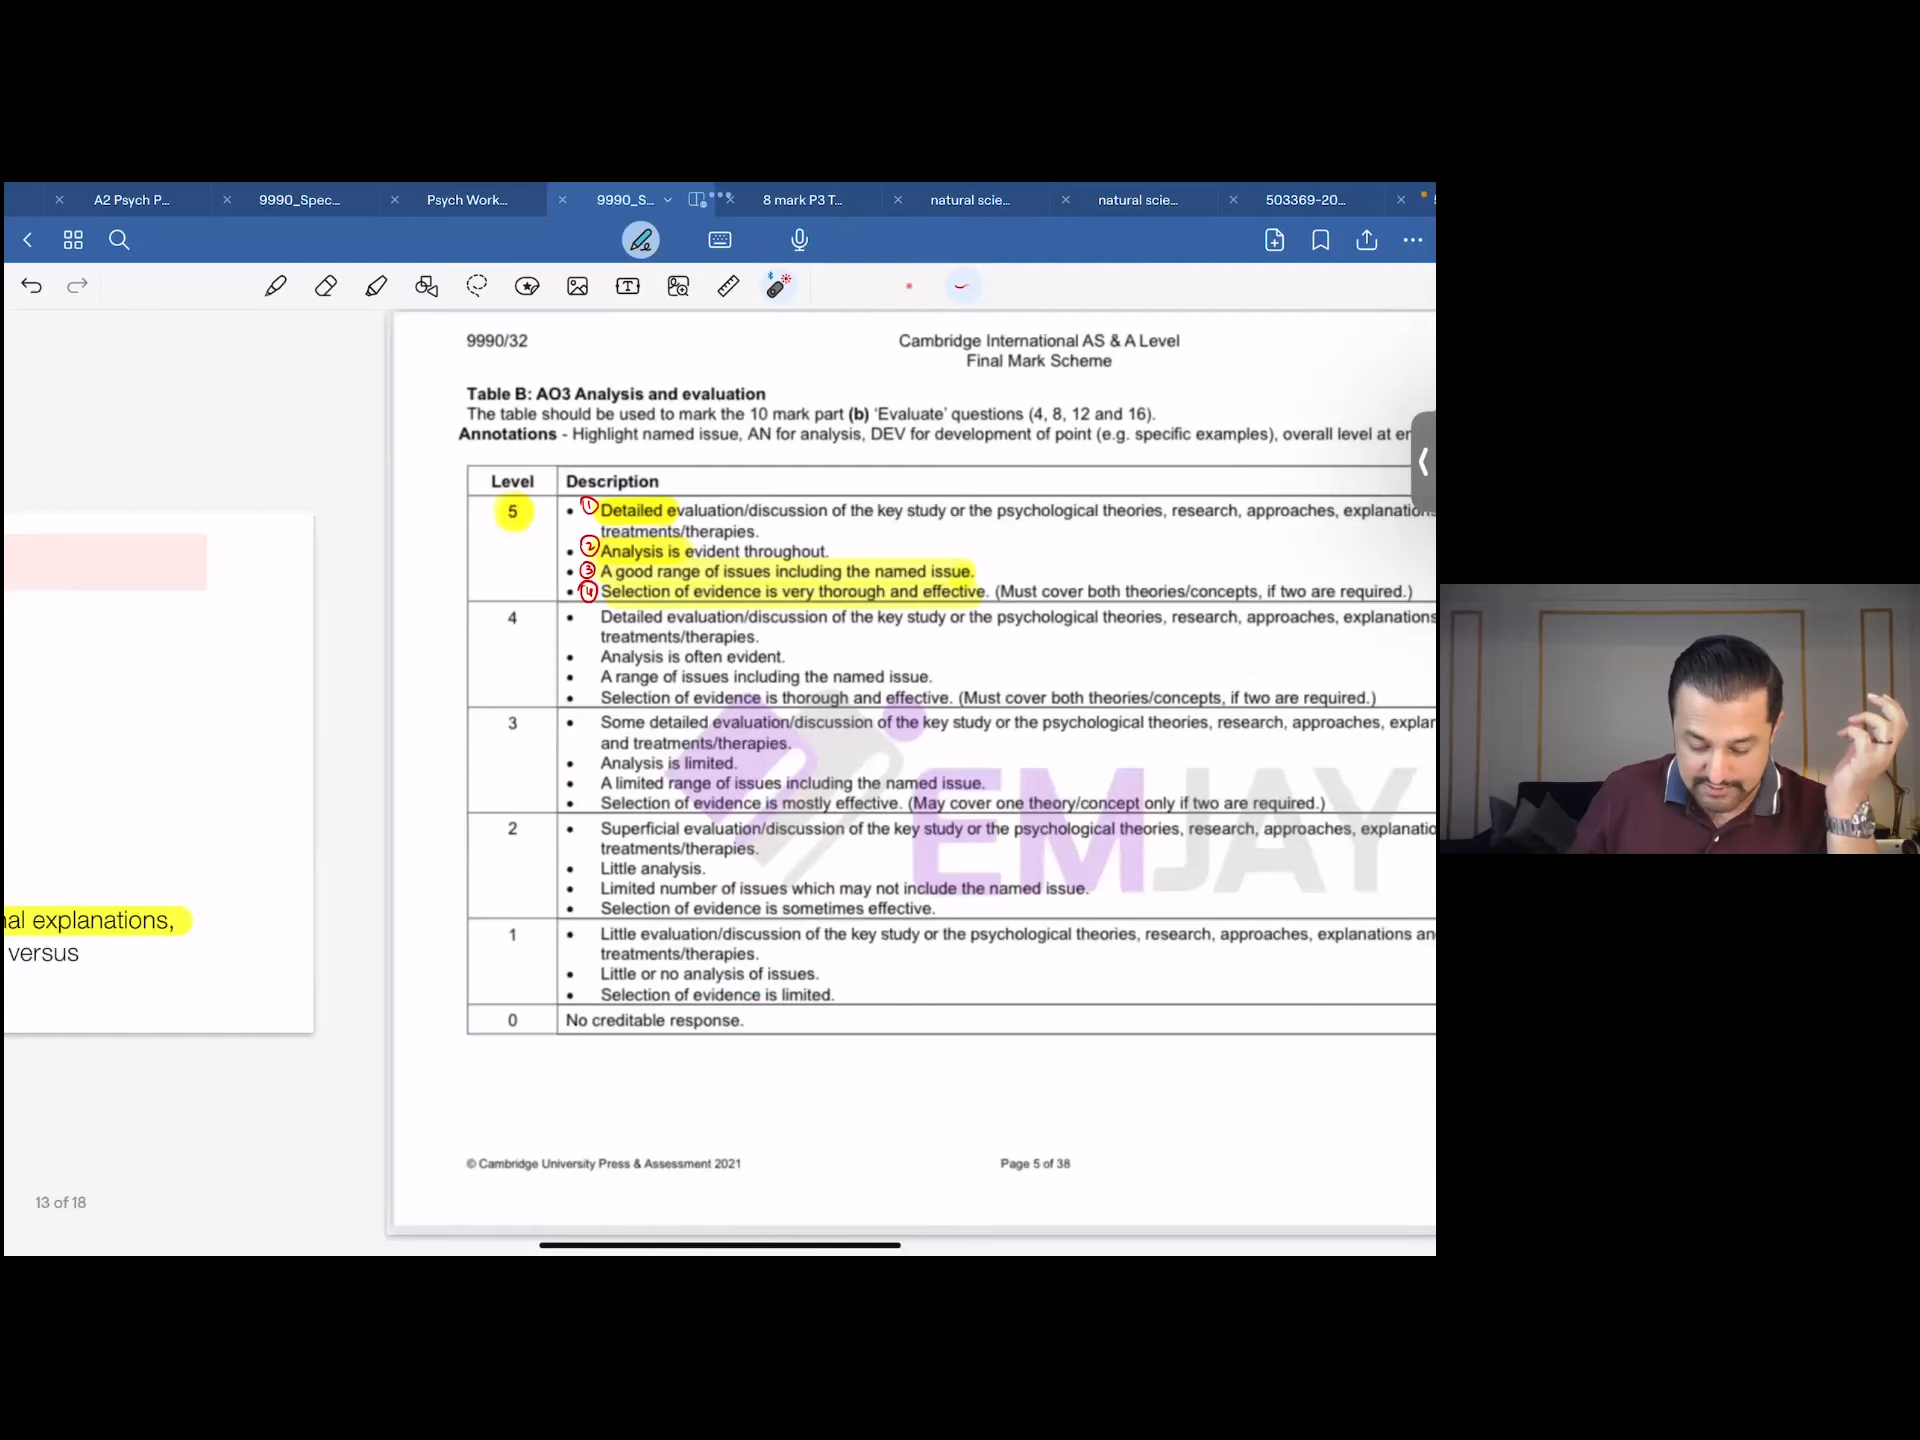 A2 Psych P...
9990_Spec...
Psych Work...
9990_S...
8 mark P3 T...
natural scie...
natural scie...
503369-20...
9990/32
Cambridge International AS & A Level
Final Mark Scheme
Table B: AO3 Analysis and evaluation
The table should be used to mark the 10 mark part (b) 'Evaluate' questions (4, 8, 12 and 16).
Annotations - Highlight named issue, AN for analysis, DEV for development of point (e.g. specific examples), overall level at er
Level Description
5 • 1 Detailed evaluation/discussion of the key study or the psychological theories, research, approaches, explanations
treatments/therapies.
• 2 Analysis is evident throughout.
• 3 A good range of issues including the named issue.
• 4 Selection of evidence is very thorough and effective. (Must cover both theories/concepts, if two are required.)
4 • Detailed evaluation/discussion of the key study or the psychological theories, research, approaches, explanations
treatments/therapies.
• Analysis is often evident.
• A range of issues including the named issue.
• Selection of evidence is thorough and effective. (Must cover both theories/concepts, if two are required.)
3 • Some detailed evaluation/discussion of the key study or the psychological theories, research, approaches, explar
and treatments/therapies.
• Analysis is limited.
• A limited range of issues including the named issue.
• Selection of evidence is mostly effective. (May cover one theory/concept only if two are required.)
2 • Superficial evaluation/discussion of the key study or the psychological theories, research, approaches, explanatio
treatments/therapies.
• Little analysis.
• Limited number of issues which may not include the named issue.
• Selection of evidence is sometimes effective.
1 • Little evaluation/discussion of the key study or the psychological theories, research, approaches, explanations an
treatments/therapies.
• Little or no analysis of issues.
• Selection of evidence is limited.
0 No creditable response.
EMJAY
nal explanations,
versus
© Cambridge University Press & Assessment 2021
Page 5 of 38
13 of 18